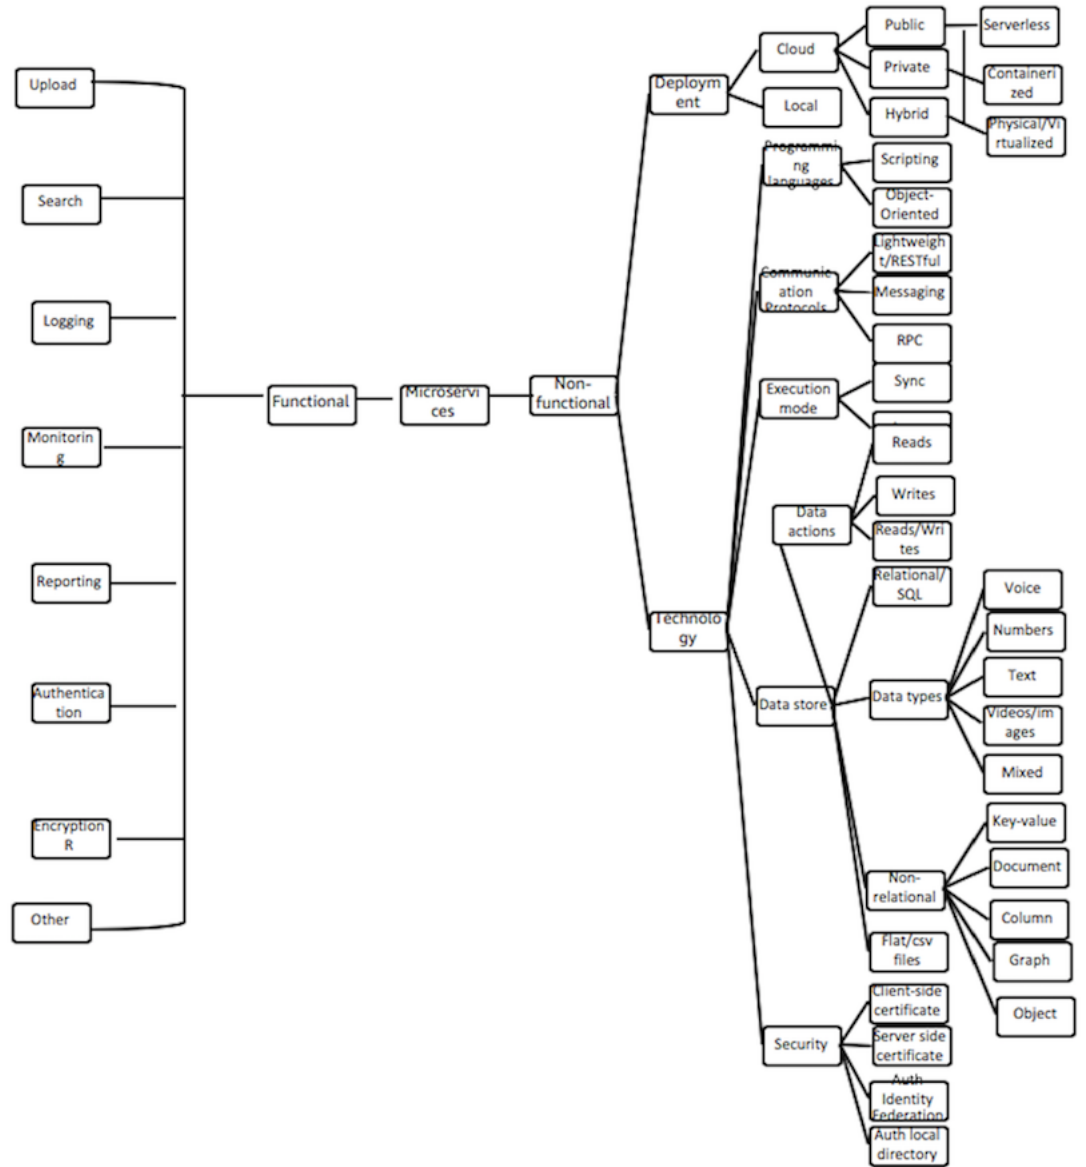 Upload
Search
Logging
Monitorin
g
Reporting
Authentica
tion
Encryption
R
Other
Functional
Microservi
ces
Non-
functional
Deploym
ent
Technolo
gy
Cloud
Local
Public
Private
Hybrid
Serverless
Containeri
zed
Physical/Vi
rtualized
Programmi
ng
languages
Scripting
Object-
Oriented
Communic
ation
Protocols
Lightweigh
t/RESTful
Messaging
RPC
Execution
mode
Sync
Data
actions
Reads
Writes
Reads/Wri
tes
Data store
Relational/
SQL
Data types
Voice
Numbers
Text
Videos/im
ages
Mixed
Non-
relational
Key-value
Document
Column
Graph
Object
Flat/csv
files
Security
Client-side
certificate
Server side
certificate
Auth
Identity
Federation
Auth local
directory